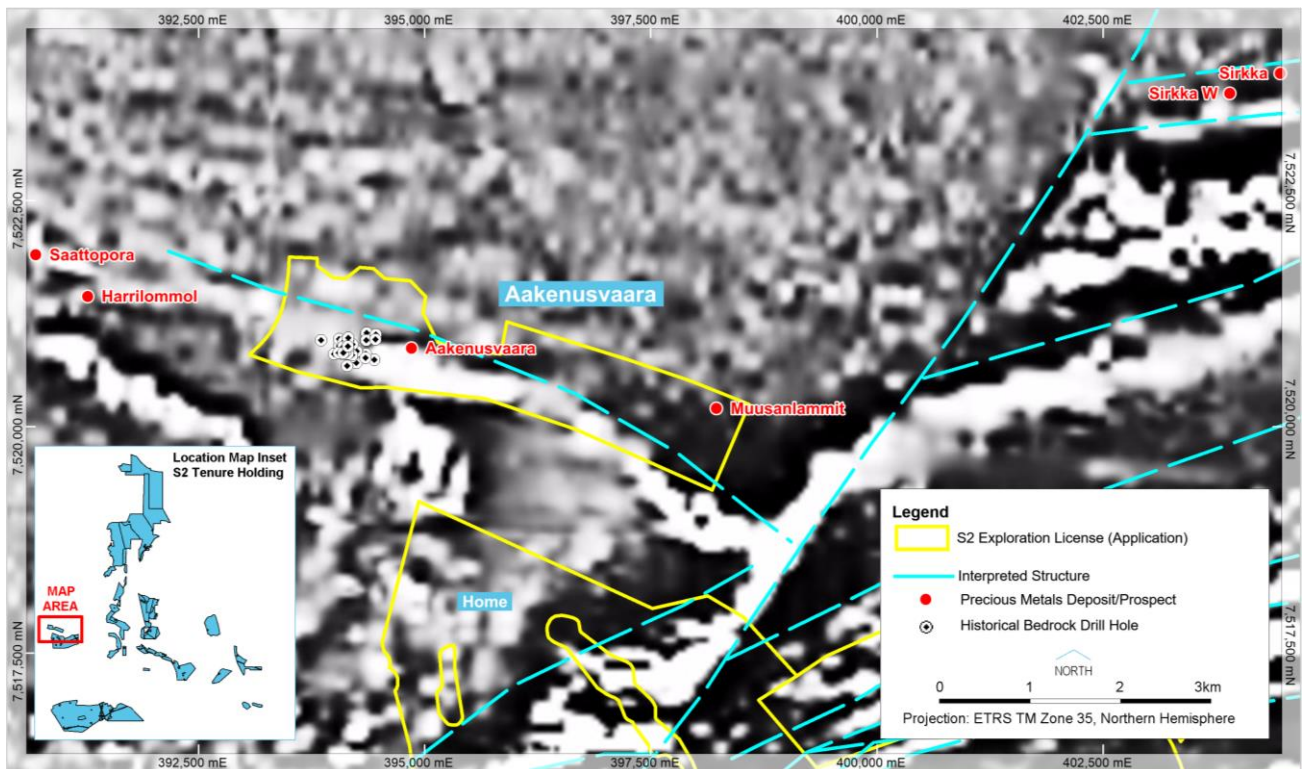 392,500 mE
395,000 mE
397,500 mE
400,000 mE
402,500 mE
Sirkka
Sirkka W
7,522,500 mN
7,522,500 mN
Saattopora
Harrilommol
Aakenusvaara
Aakenusvaara
Muusanlammit
7,520,000 mN
7,520,000 mN
Location Map Inset
S2 Tenure Holding
MAP
AREA
Home
Legend
S2 Exploration License (Application)
Interpreted Structure
Precious Metals Deposit/Prospect
Historical Bedrock Drill Hole
NORTH
0 1 2 3km
Projection: ETRS TM Zone 35, Northern Hemisphere
7,517,500 mN
7,517,500 mN
392,500 mE
395,000 mE
397,500 mE
400,000 mE
402,500 mE